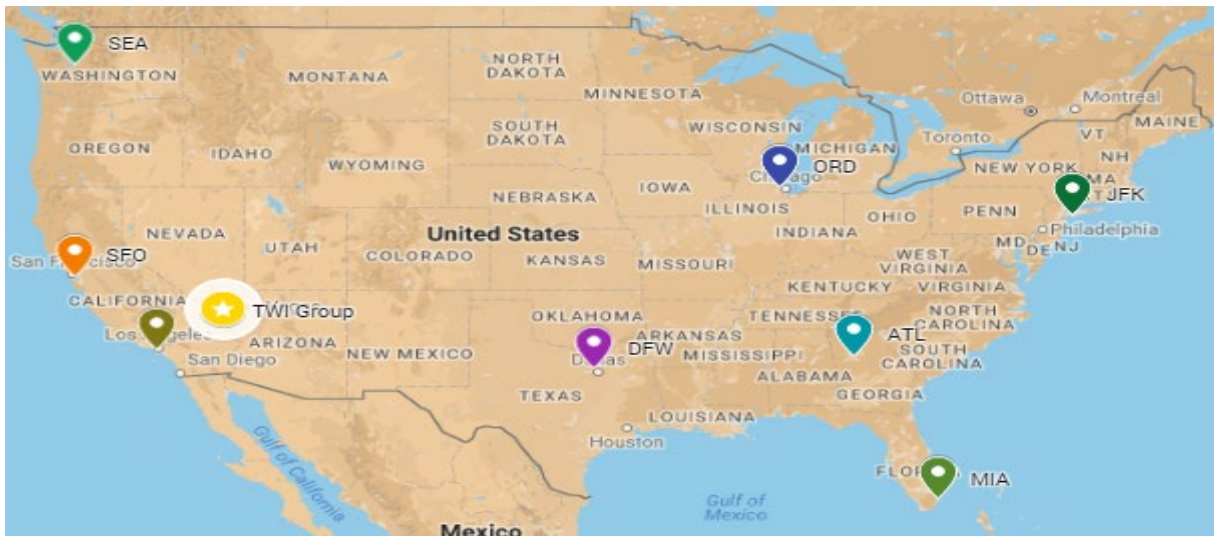 SEA
WASHINGTON
MONTANA
NORTH
DAKOTA
MINNESOTA
Ottawa
Montreal
MAINE
OREGON
IDAHO
SOUTH
DAKOTA
WISCONSIN
MICHIGAN
Toronto
VT
NH
WYOMING
ORD
Chicago
NEW YORK
MA
JFK
NEBRASKA
IOWA
ILLINOIS
INDIANA
OHIO
PENN
Philadelphia
MD
DE
NJ
NEVADA
UTAH
COLORADO
United States
KANSAS
MISSOURI
WEST
VIRGINIA
KENTUCKY
VIRGINIA
SFO
San Francisco
CALIFORNIA
TWI Group
Los Angeles
San Diego
ARIZONA
NEW MEXICO
OKLAHOMA
ARKANSAS
TENNESSEE
NORTH
CAROLINA
ATL
SOUTH
CAROLINA
DFW
Dallas
MISSISSIPPI
ALABAMA
GEORGIA
TEXAS
LOUISIANA
Houston
FLORIDA
MIA
Gulf of California
Gulf of
Mexico
Mexico